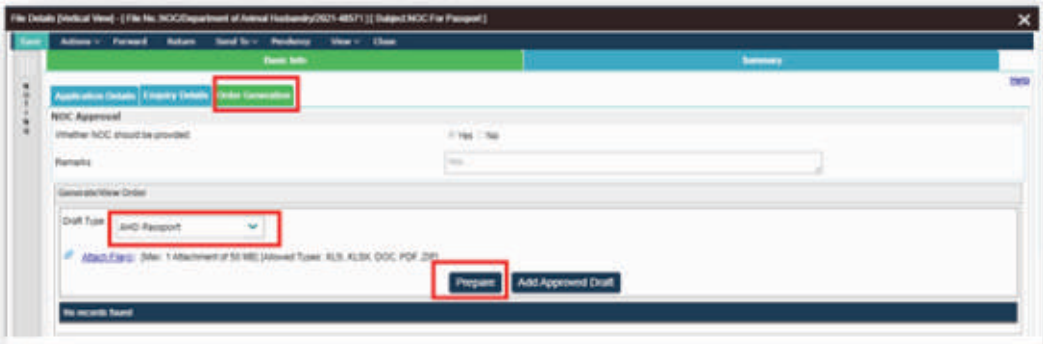 File Details [Vertical View] - [ File No. NOC/Department of Animal Husbandry/2021-48571 ] [ Subject:NOC For Passport ]
Save Actions Forward Return Send To Pendency View Close
Basic Info Summary
Help
NOTING
Application Details Enquiry Details Order Generation
NOC Approval
Whether NOC should be provided Yes No
Remarks
Generate/View Order
Draft Type AHD Passport
Attach File(s) [Max: 1 Attachment of 50 MB] [Allowed Types: XLS, XLSX, DOC, PDF, ZIP]
Prepare Add Approved Draft
No records found